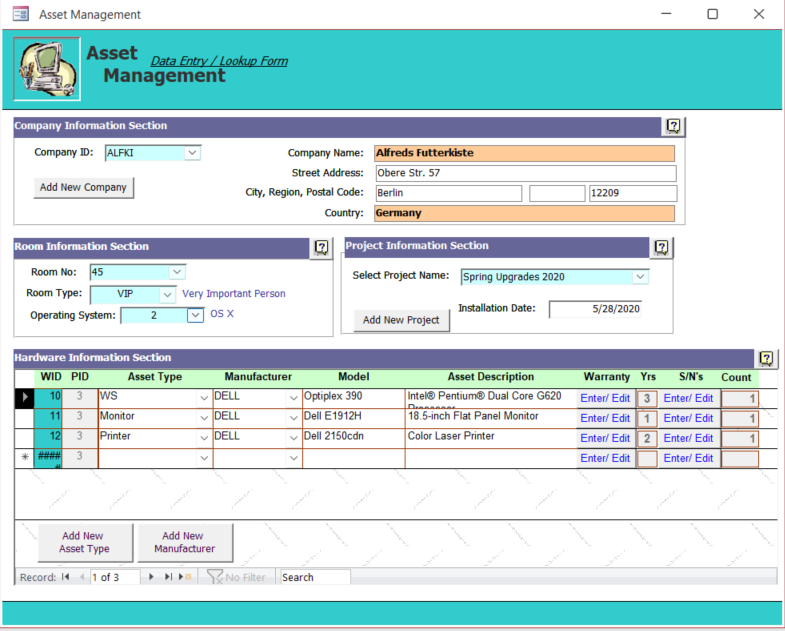 Asset Management
Asset
Management
Data Entry / Lookup Form
Company Information Section
Company ID: ALFKI
Company Name: Alfreds Futterkiste
Street Address: Obere Str. 57
Add New Company
City, Region, Postal Code: Berlin 12209
Country: Germany
Room Information Section
Room No: 45
Room Type: VIP Very Important Person
Operating System: 2 OS X
Project Information Section
Select Project Name: Spring Upgrades 2020
Installation Date: 5/28/2020
Add New Project
Hardware Information Section
WID PID Asset Type Manufacturer Model Asset Description Warranty Yrs S/N's Count
10 3 WS DELL Optiplex 390 Intel® Pentium® Dual Core G620 Enter/ Edit 3 Enter/ Edit 1
11 3 Monitor DELL Dell E1912H 18.5-inch Flat Panel Monitor Enter/ Edit 1 Enter/ Edit 1
12 3 Printer DELL Dell 2150cdn Color Laser Printer Enter/ Edit 2 Enter/ Edit 1
#### 3 Enter/ Edit Enter/ Edit
#
Add New
Asset Type
Add New
Manufacturer
Record: 1 of 3 No Filter Search